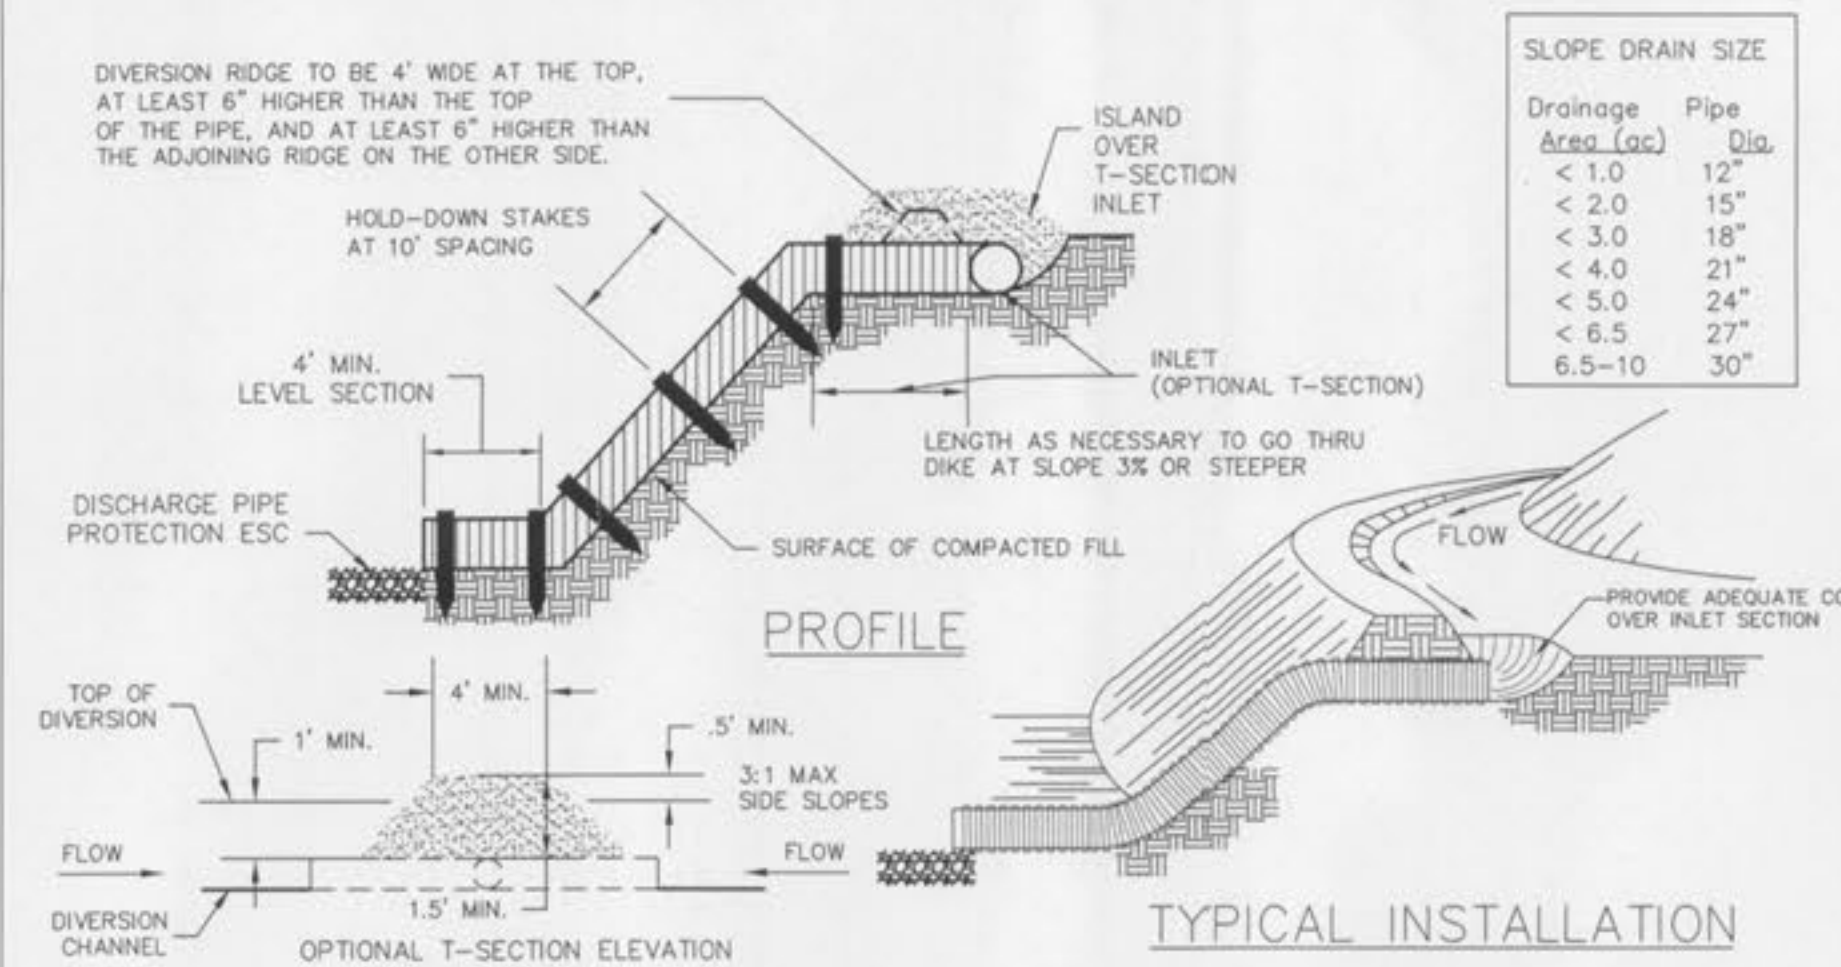 DIVERSION RIDGE TO BE 4' WIDE AT THE TOP,
AT LEAST 6" HIGHER THAN THE TOP
OF THE PIPE, AND AT LEAST 6" HIGHER THAN
THE ADJOINING RIDGE ON THE OTHER SIDE.
HOLD-DOWN STAKES
AT 10' SPACING
ISLAND
OVER
T-SECTION
INLET
4' MIN.
LEVEL SECTION
INLET
(OPTIONAL T-SECTION)
LENGTH AS NECESSARY TO GO THRU
DIKE AT SLOPE 3% OR STEEPER
DISCHARGE PIPE
PROTECTION ESC
SURFACE OF COMPACTED FILL
PROFILE
SLOPE DRAIN SIZE
Drainage Pipe
Area (ac) Dia.
< 1.0 12"
< 2.0 15"
< 3.0 18"
< 4.0 21"
< 5.0 24"
< 6.5 27"
6.5-10 30"
FLOW
PROVIDE ADEQUATE
OVER INLET SECTION
TYPICAL INSTALLATION
TOP OF
DIVERSION
1' MIN.
4' MIN.
.5' MIN.
3:1 MAX
SIDE SLOPES
FLOW
FLOW
DIVERSION
CHANNEL
1.5' MIN.
OPTIONAL T-SECTION ELEVATION